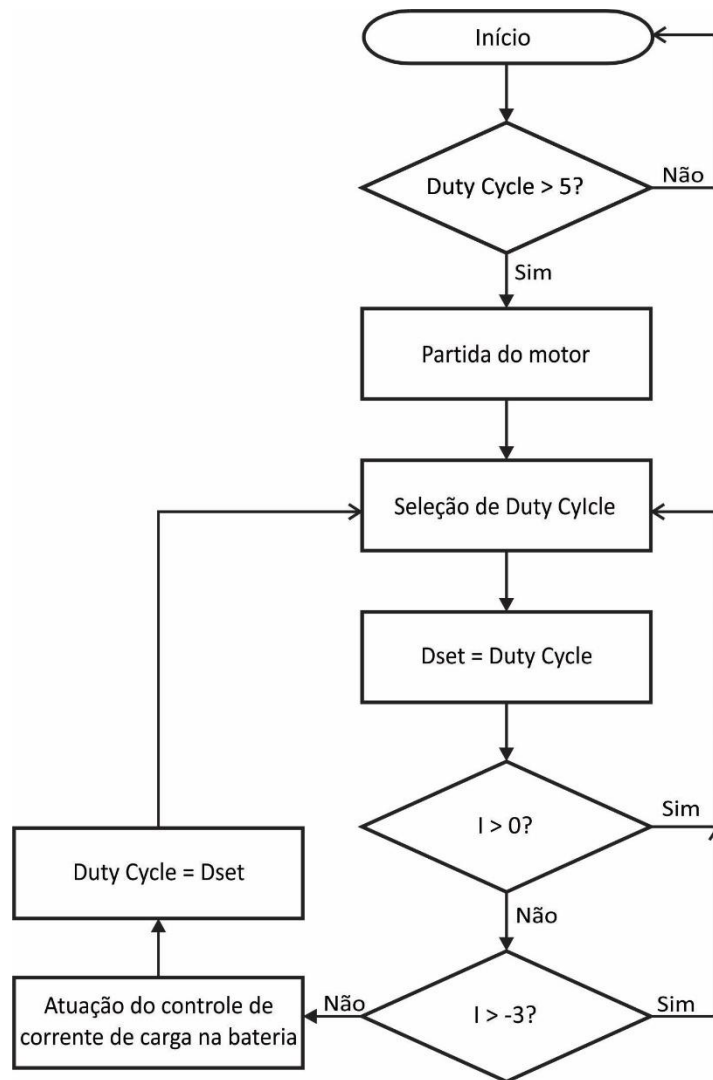 Início
Duty Cycle > 5?
Não
Sim
Partida do motor
Seleção de Duty Cylcle
Dset = Duty Cycle
I > 0?
Sim
Não
Duty Cycle = Dset
I > -3?
Sim
Não
Atuação do controle de
corrente de carga na bateria